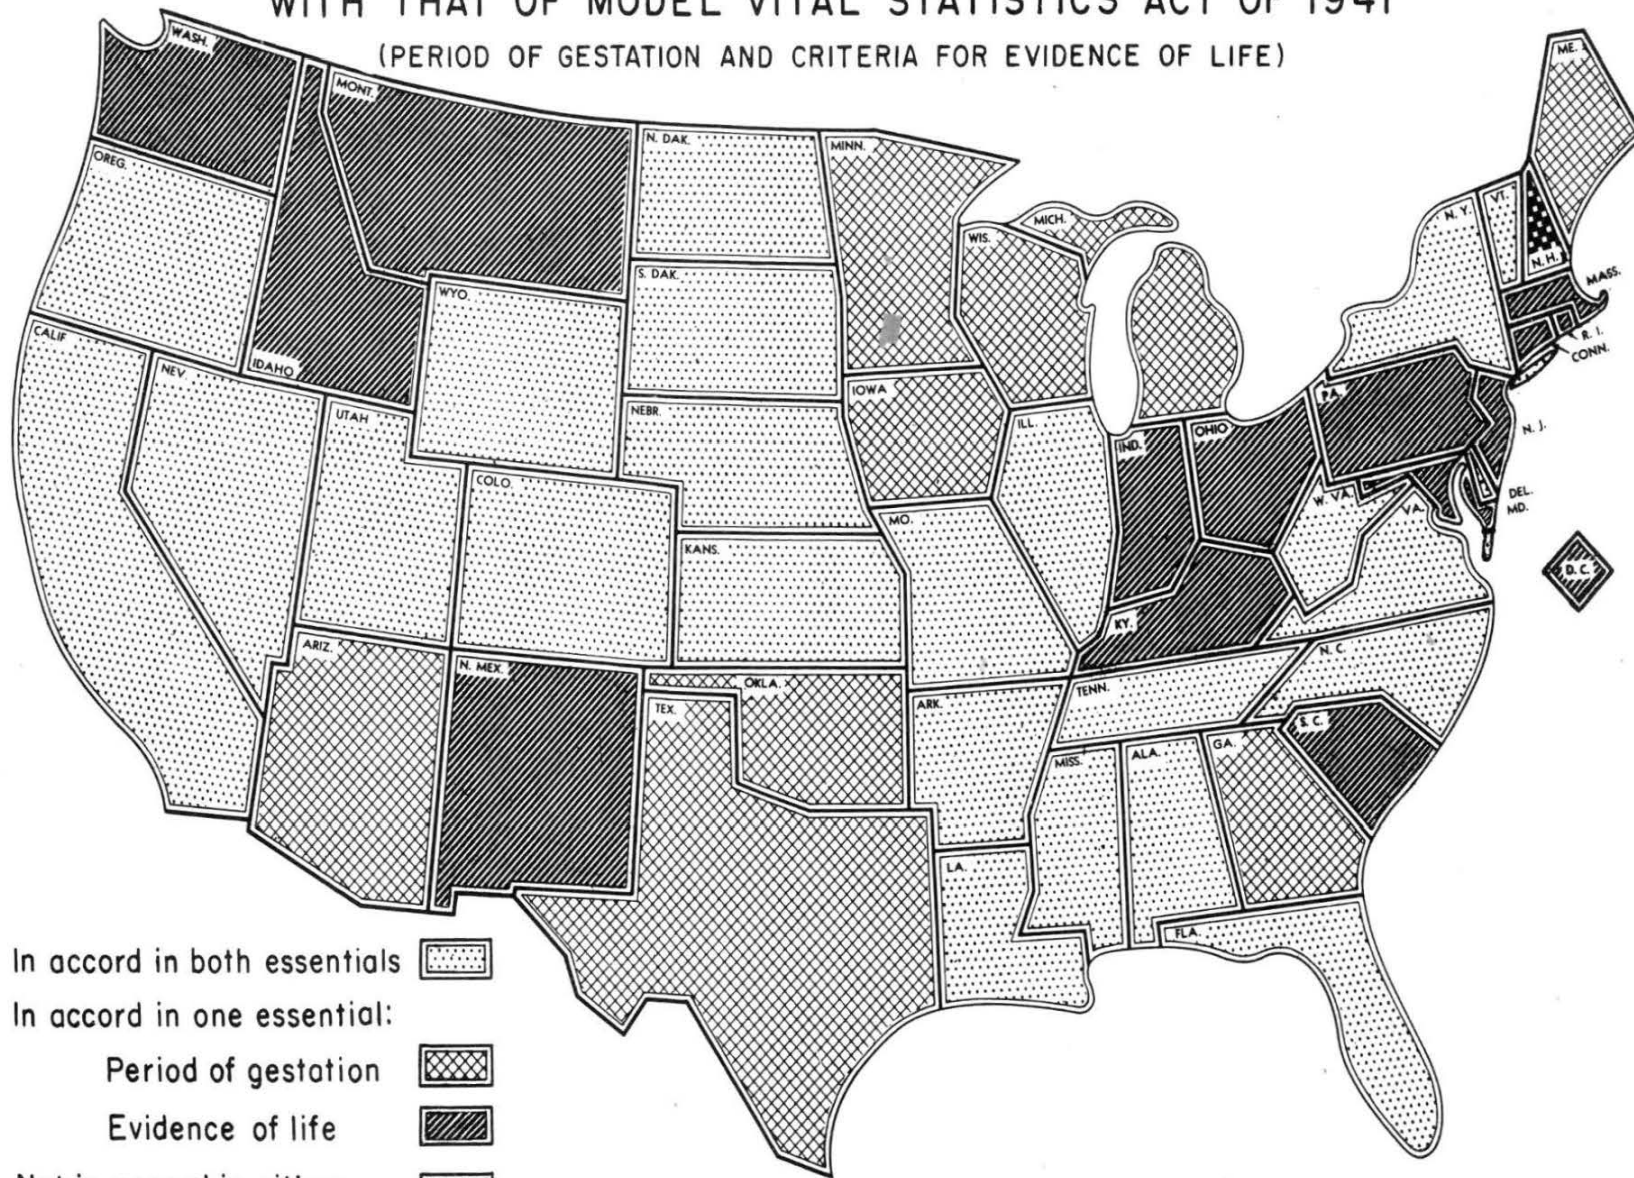 WITH THAT OF MODEL VITAL STATISTICS ACT OF 1941
(PERIOD OF GESTATION AND CRITERIA FOR EVIDENCE OF LIFE)
WASH.
MONT.
N. DAK.
MINN.
ME.
OREG.
MICH.
N. Y.
VT.
WIS.
N. H.
S. DAK.
MASS.
WYO.
CALIF
R. I.
CONN.
IDAHO
NEV.
IOWA
PA.
UTAH
NEBR.
ILL.
IND.
OHIO
N. J.
COLO.
W. VA.
DEL.
MD.
VA.
MO.
KANS.
D. C.
KY.
ARIZ.
N. MEX.
N. C.
OKLA.
TENN.
TEX.
ARK.
S. C.
GA.
MISS.
ALA.
LA.
FLA.
In accord in both essentials
In accord in one essential:
Period of gestation
Evidence of life